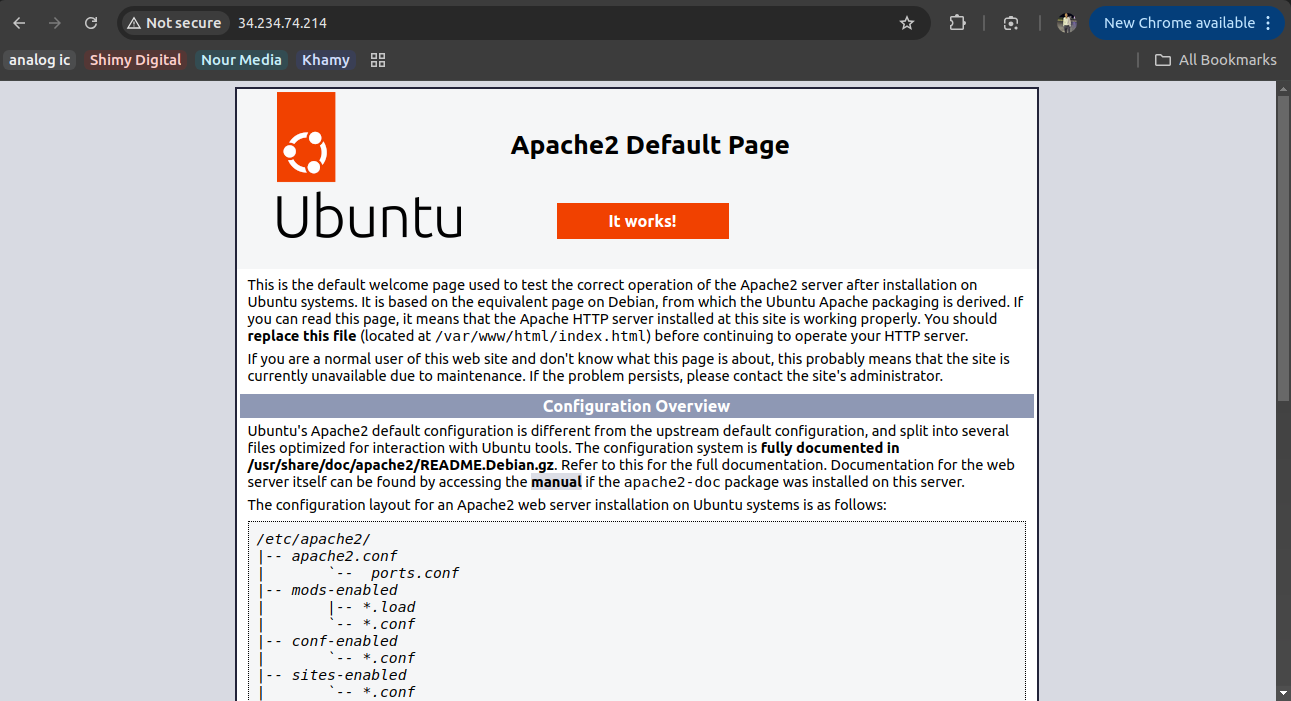 Not secure 34.234.74.214
New Chrome available
analog ic Shimy Digital Nour Media Khamy All Bookmarks
Apache2 Default Page
Ubuntu
It works!
This is the default welcome page used to test the correct operation of the Apache2 server after installation on
Ubuntu systems. It is based on the equivalent page on Debian, from which the Ubuntu Apache packaging is derived. If
you can read this page, it means that the Apache HTTP server installed at this site is working properly. You should
replace this file (located at /var/www/html/index.html) before continuing to operate your HTTP server.
If you are a normal user of this web site and don't know what this page is about, this probably means that the site is
currently unavailable due to maintenance. If the problem persists, please contact the site's administrator.
Configuration Overview
Ubuntu's Apache2 default configuration is different from the upstream default configuration, and split into several
files optimized for interaction with Ubuntu tools. The configuration system is fully documented in
/usr/share/doc/apache2/README.Debian.gz. Refer to this for the full documentation. Documentation for the web
server itself can be found by accessing the manual if the apache2-doc package was installed on this server.
The configuration layout for an Apache2 web server installation on Ubuntu systems is as follows:
/etc/apache2/
|-- apache2.conf
|       `--  ports.conf
|-- mods-enabled
|       |-- *.load
|       `-- *.conf
|-- conf-enabled
|       `-- *.conf
|-- sites-enabled
|       `-- *.conf